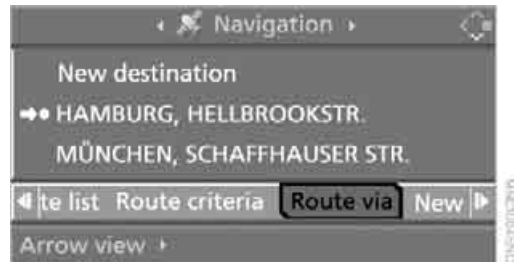 Navigation
New destination
HAMBURG, HELLBROOKSTR.
MÜNCHEN, SCHAFFHAUSER STR.
te list Route criteria Route via New
Arrow view